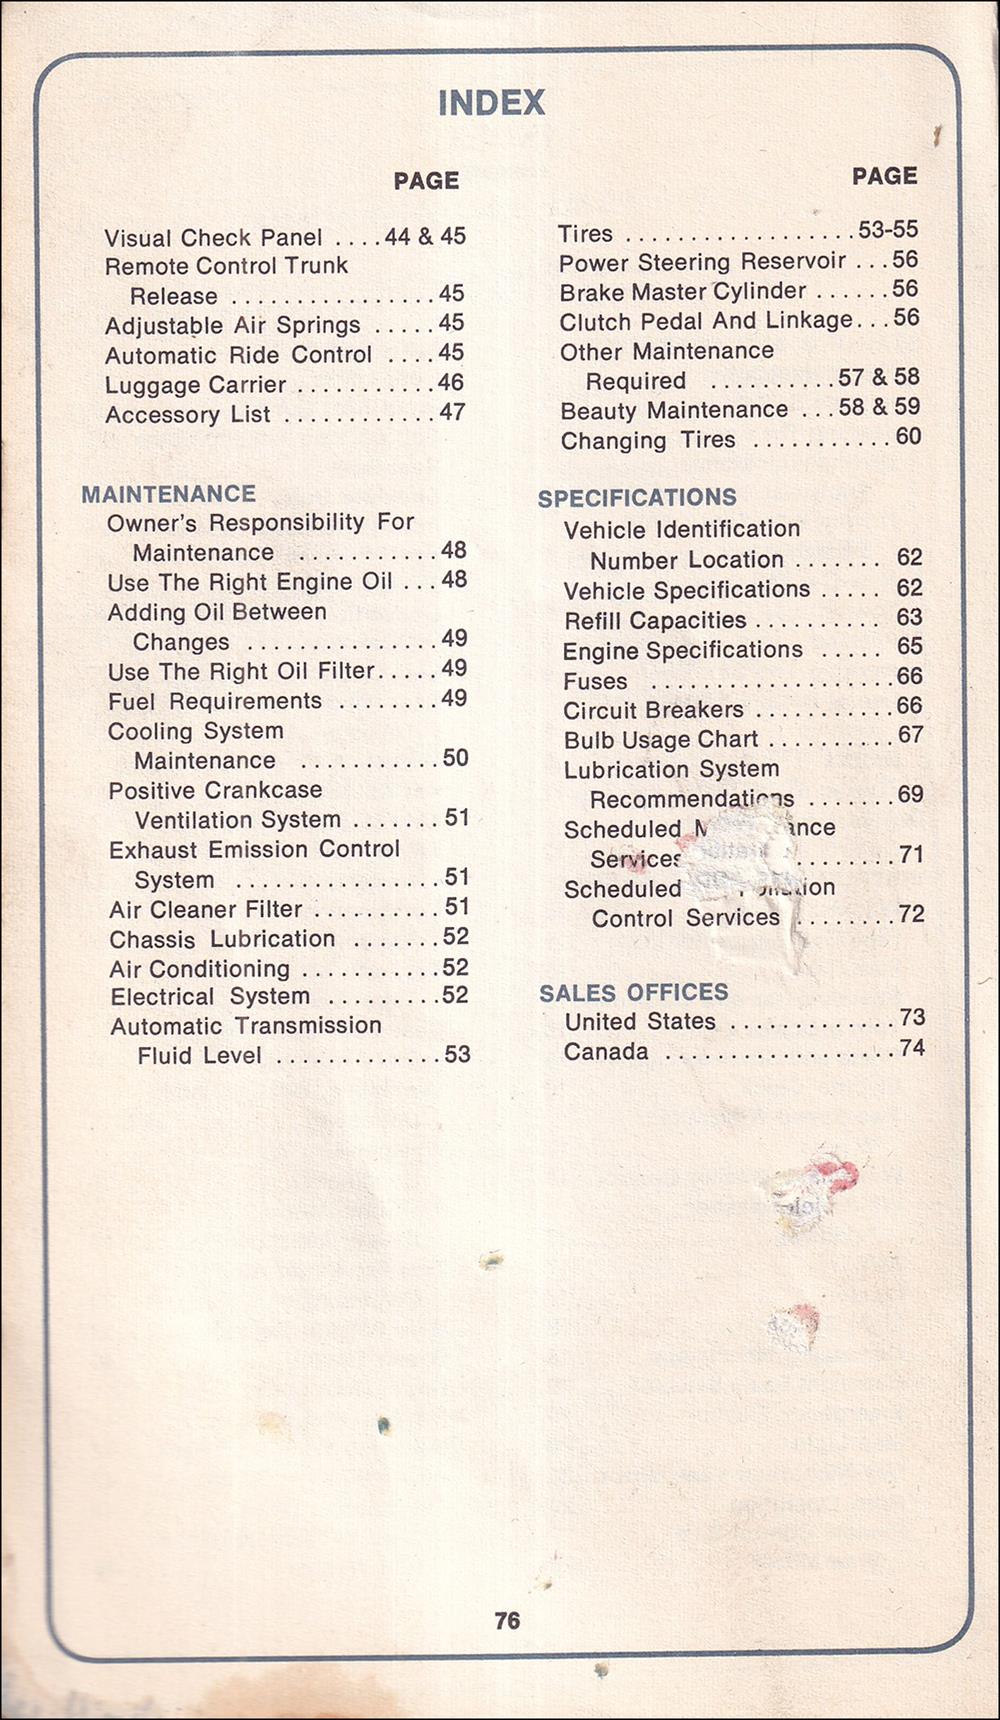 INDEX
PAGE
Visual Check Panel ....44 & 45
Remote Control Trunk
Release ................45
Adjustable Air Springs .....45
Automatic Ride Control ....45
Luggage Carrier ...........46
Accessory List ............47
MAINTENANCE
Owner's Responsibility For
Maintenance ...........48
Use The Right Engine Oil ...48
Adding Oil Between
Changes ...............49
Use The Right Oil Filter.....49
Fuel Requirements ........49
Cooling System
Maintenance ...........50
Positive Crankcase
Ventilation System .......51
Exhaust Emission Control
System ................51
Air Cleaner Filter ..........51
Chassis Lubrication .......52
Air Conditioning ...........52
Electrical System .........52
Automatic Transmission
Fluid Level .............53
PAGE
Tires ..................53-55
Power Steering Reservoir ...56
Brake Master Cylinder ......56
Clutch Pedal And Linkage...56
Other Maintenance
Required ..........57 & 58
Beauty Maintenance ...58 & 59
Changing Tires ...........60
SPECIFICATIONS
Vehicle Identification
Number Location ....... 62
Vehicle Specifications ..... 62
Refill Capacities .......... 63
Engine Specifications ..... 65
Fuses ...................66
Circuit Breakers ...........66
Bulb Usage Chart ..........67
Lubrication System
Recommendations .......69
Scheduled
Services ........71
Scheduled
Control Services ........72
SALES OFFICES
United States .............73
Canada ..................74
76